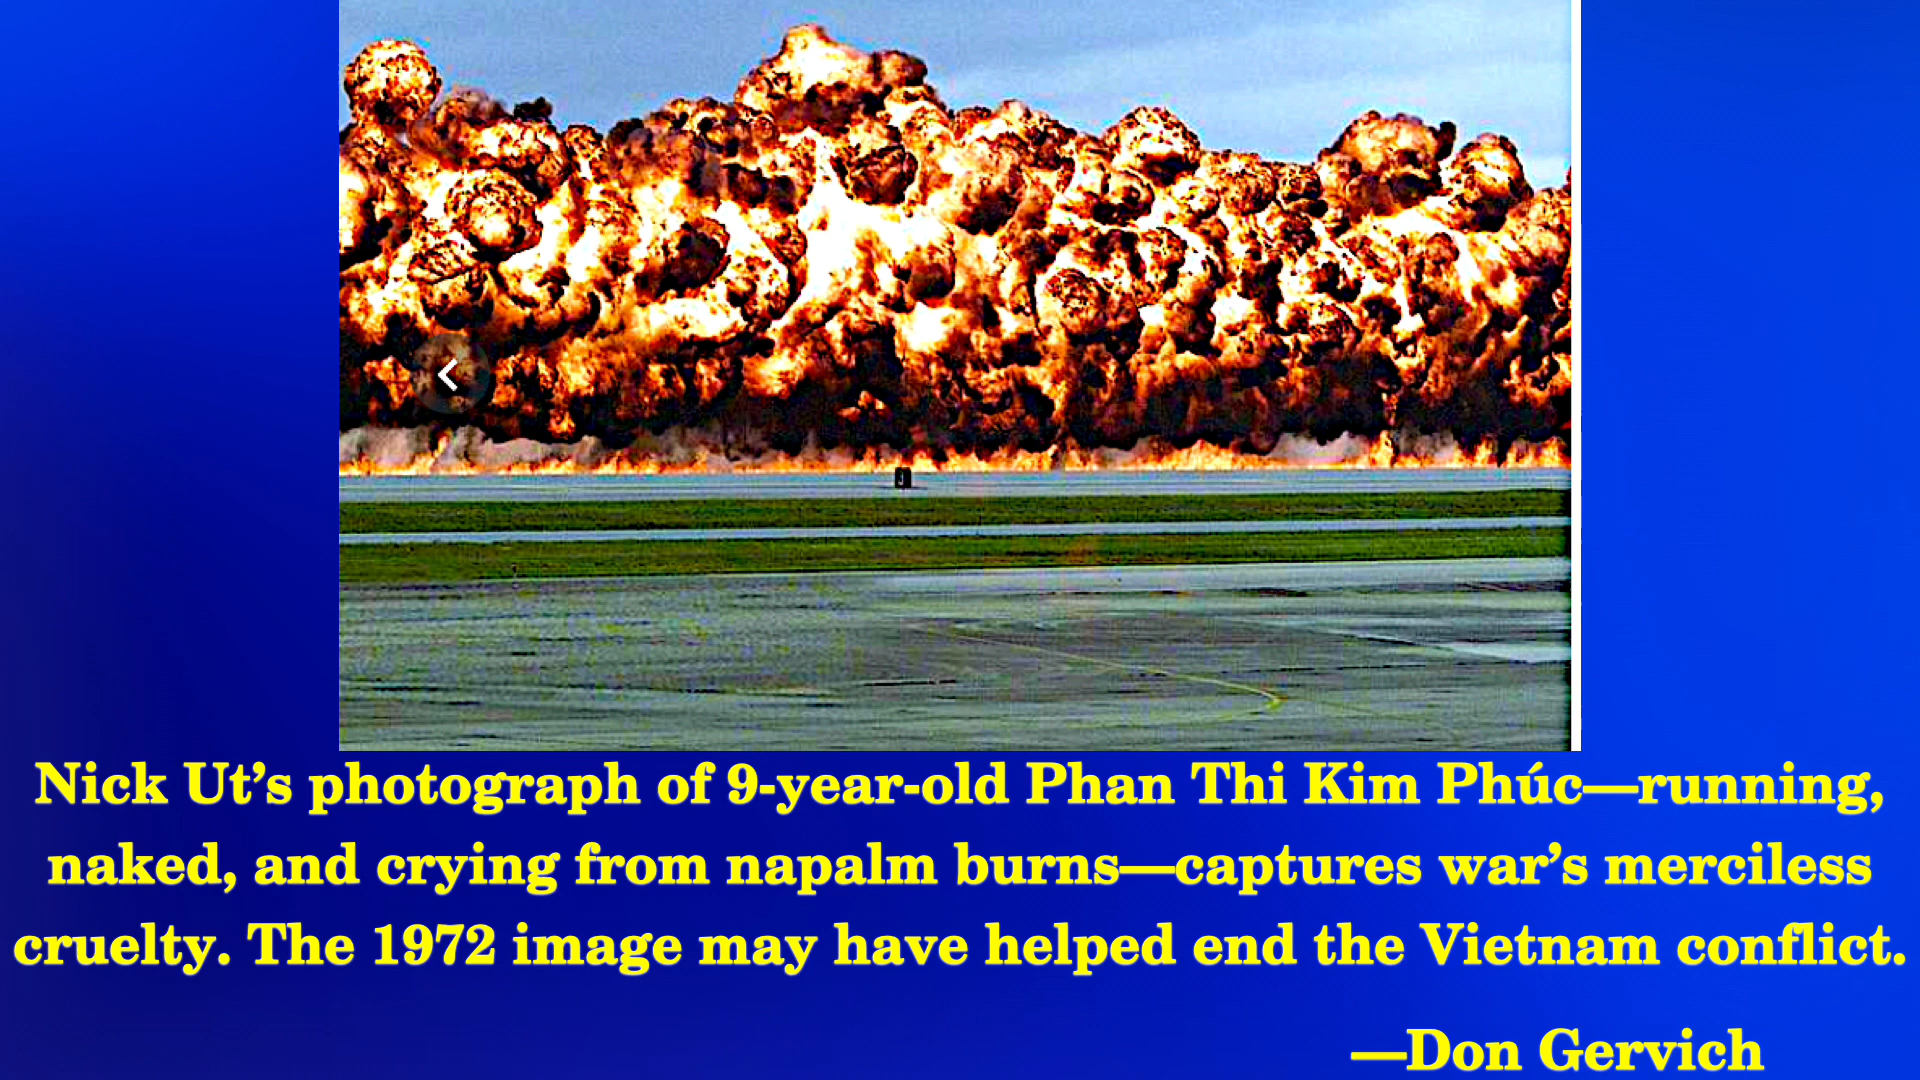 Nick Ut’s photograph of 9-year-old Phan Thi Kim Phúc—running,
naked, and crying from napalm burns—captures war’s merciless
cruelty. The 1972 image may have helped end the Vietnam conflict.
—Don Gervich